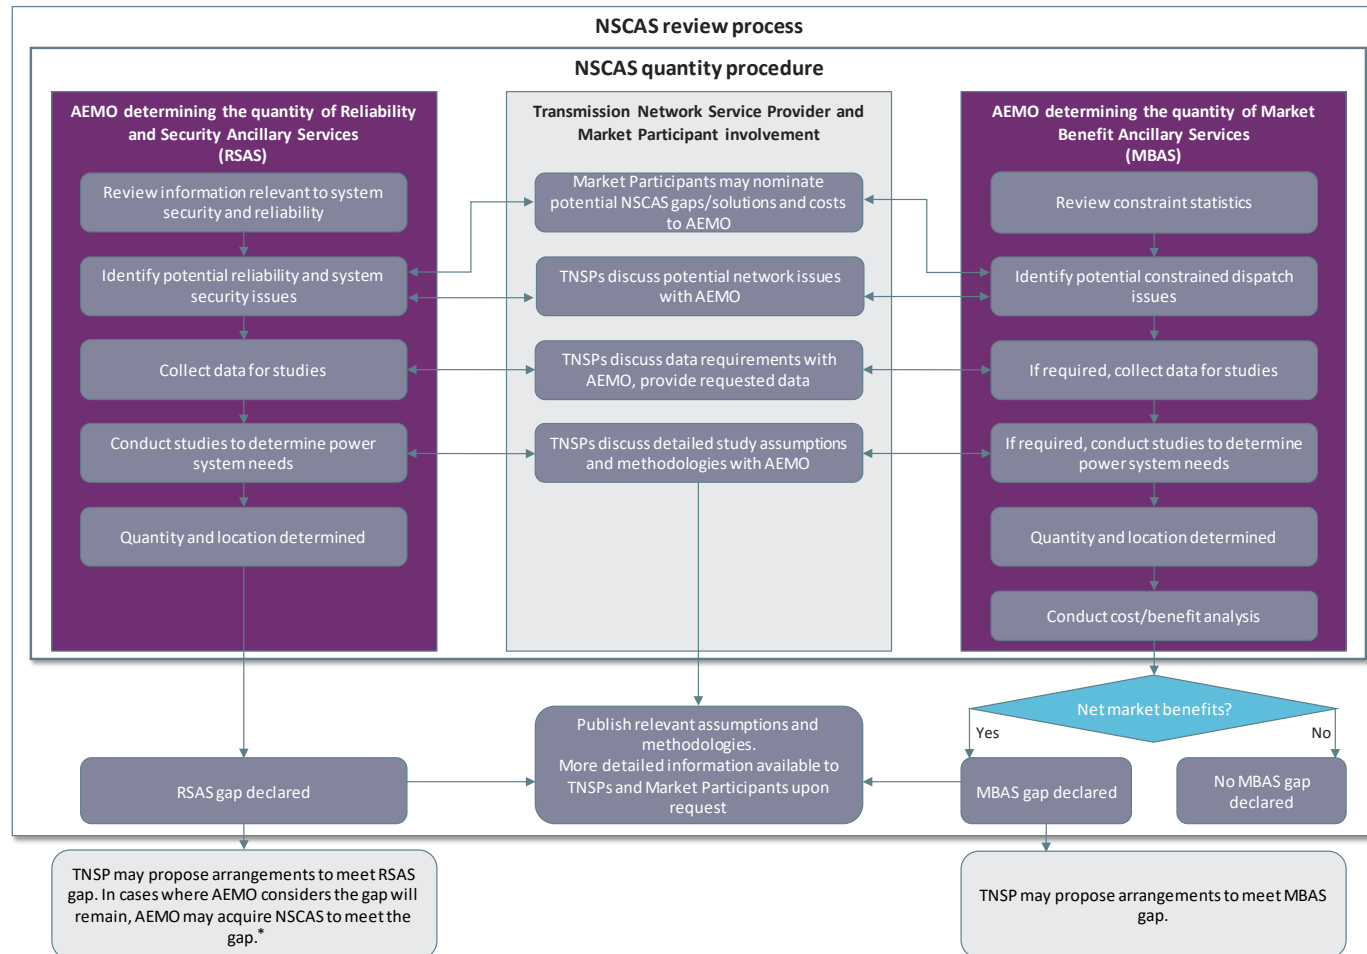 NSCAS review process
NSCAS quantity procedure
AEMO determining the quantity of Reliability
and Security Ancillary Services
(RSAS)
Review information relevant to system
security and reliability
Identify potential reliability and system
security issues
Collect data for studies
Conduct studies to determine power
system needs
Quantity and location determined
Transmission Network Service Provider and
Market Participant involvement
Market Participants may nominate
potential NSCAS gaps/solutions and costs
to AEMO
TNSPs discuss potential network issues
with AEMO
TNSPs discuss data requirements with
AEMO, provide requested data
TNSPs discuss detailed study assumptions
and methodologies with AEMO
AEMO determining the quantity of Market
Benefit Ancillary Services
(MBAS)
Review constraint statistics
Identify potential constrained dispatch
issues
If required, collect data for studies
If required, conduct studies to determine
power system needs
Quantity and location determined
Conduct cost/benefit analysis
Net market benefits?
Yes
No
RSAS gap declared
Publish relevant assumptions and
methodologies.
More detailed information available to
TNSPs and Market Participants upon
request
MBAS gap declared
No MBAS gap
declared
TNSP may propose arrangements to meet RSAS
gap. In cases where AEMO considers the gap will
remain, AEMO may acquire NSCAS to meet the
gap.*
TNSP may propose arrangements to meet MBAS
gap.